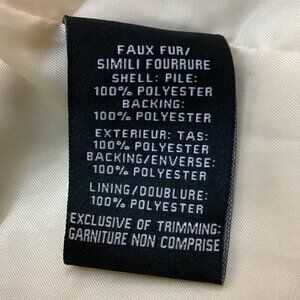 FAUX FUR/
SIMILI FOURRURE
SHELL: PILE:
100% POLYESTER
BACKING:
100% POLYESTER
EXTERIEUR: TAS:
100% POLYESTER
BACKING/ENVERSE:
100% POLYESTER
LINING/DOUBLURE:
100% POLYESTER
EXCLUSIVE OF TRIMMING:
GARNITURE NON COMPRISE